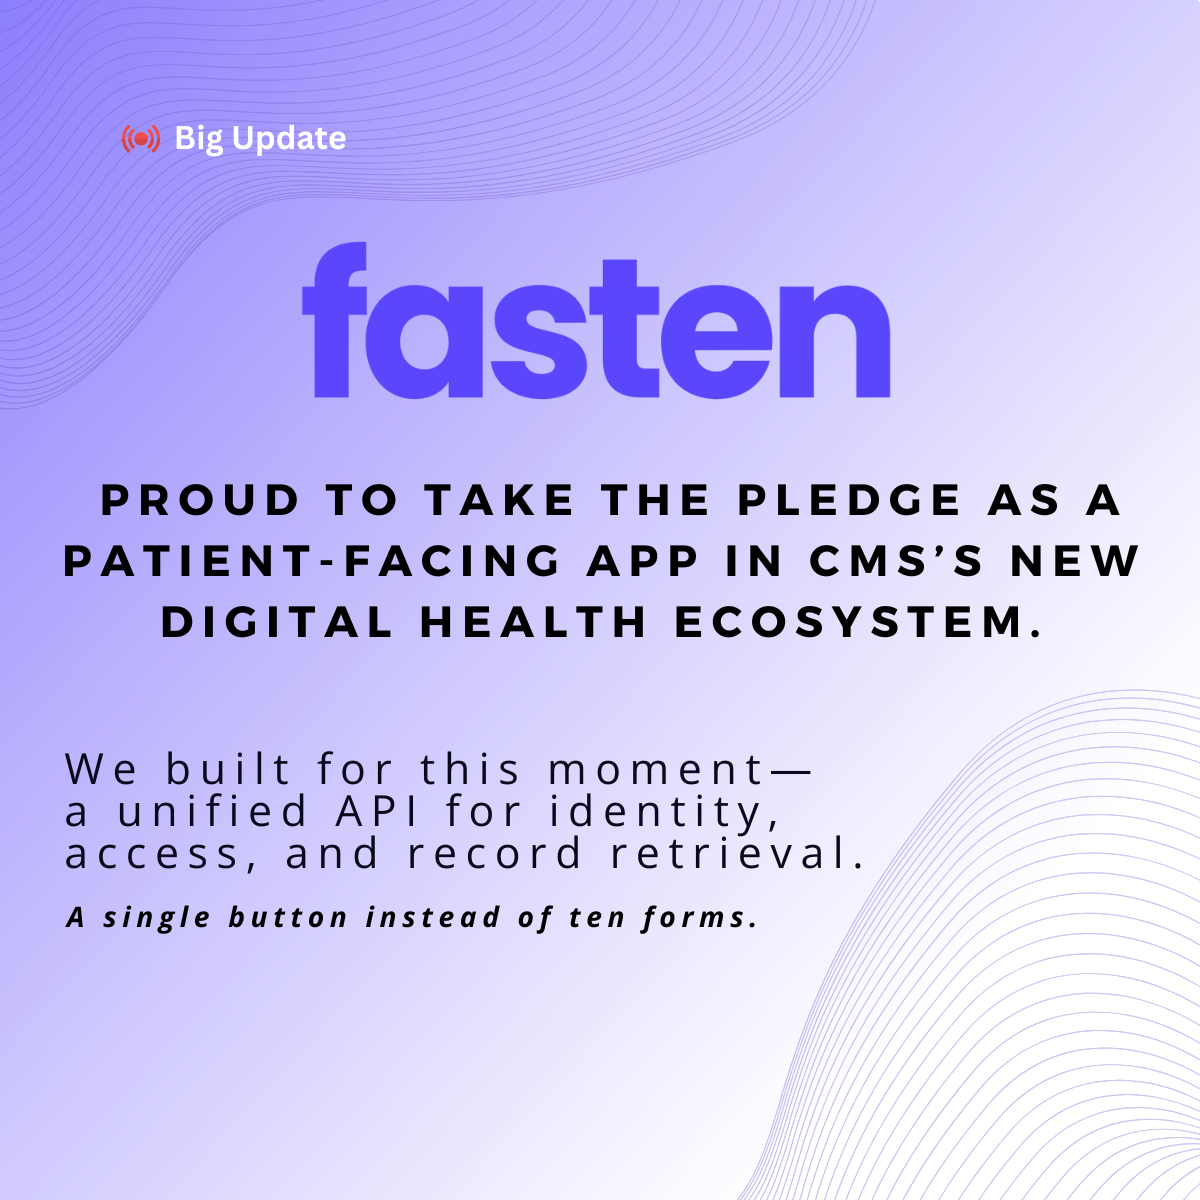 Big Update
fasten
PROUD TO TAKE THE PLEDGE AS A
PATIENT-FACING APP IN CMS’S NEW
DIGITAL HEALTH ECOSYSTEM.
We built for this moment—
a unified API for identity,
access, and record retrieval.
A single button instead of ten forms.